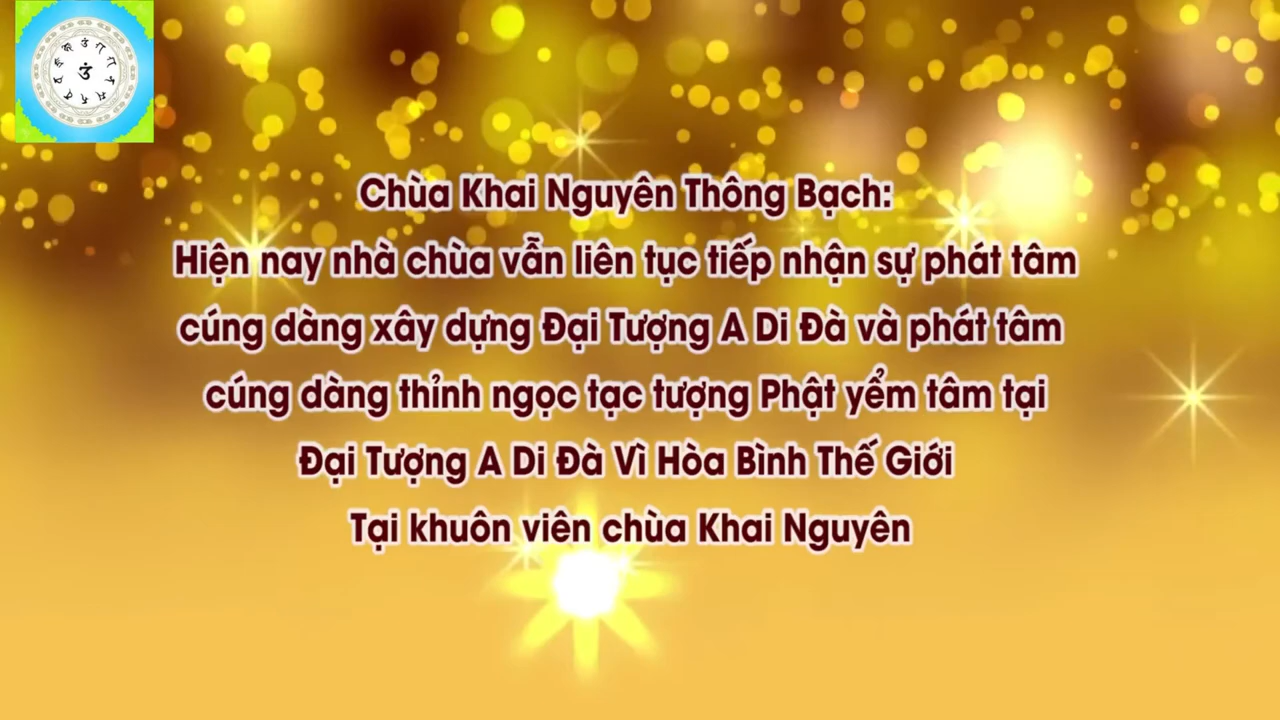 Chùa Khai Nguyên Thông Bạch:
Hiện nay nhà chùa vẫn liên tục tiếp nhận sự phát tâm
cúng dàng xây dựng Đại Tượng A Di Đà và phát tâm
cúng dàng thỉnh ngọc tạc tượng Phật yểm tâm tại
Đại Tượng A Di Đà Vì Hòa Bình Thế Giới
Tại khuôn viên chùa Khai Nguyên